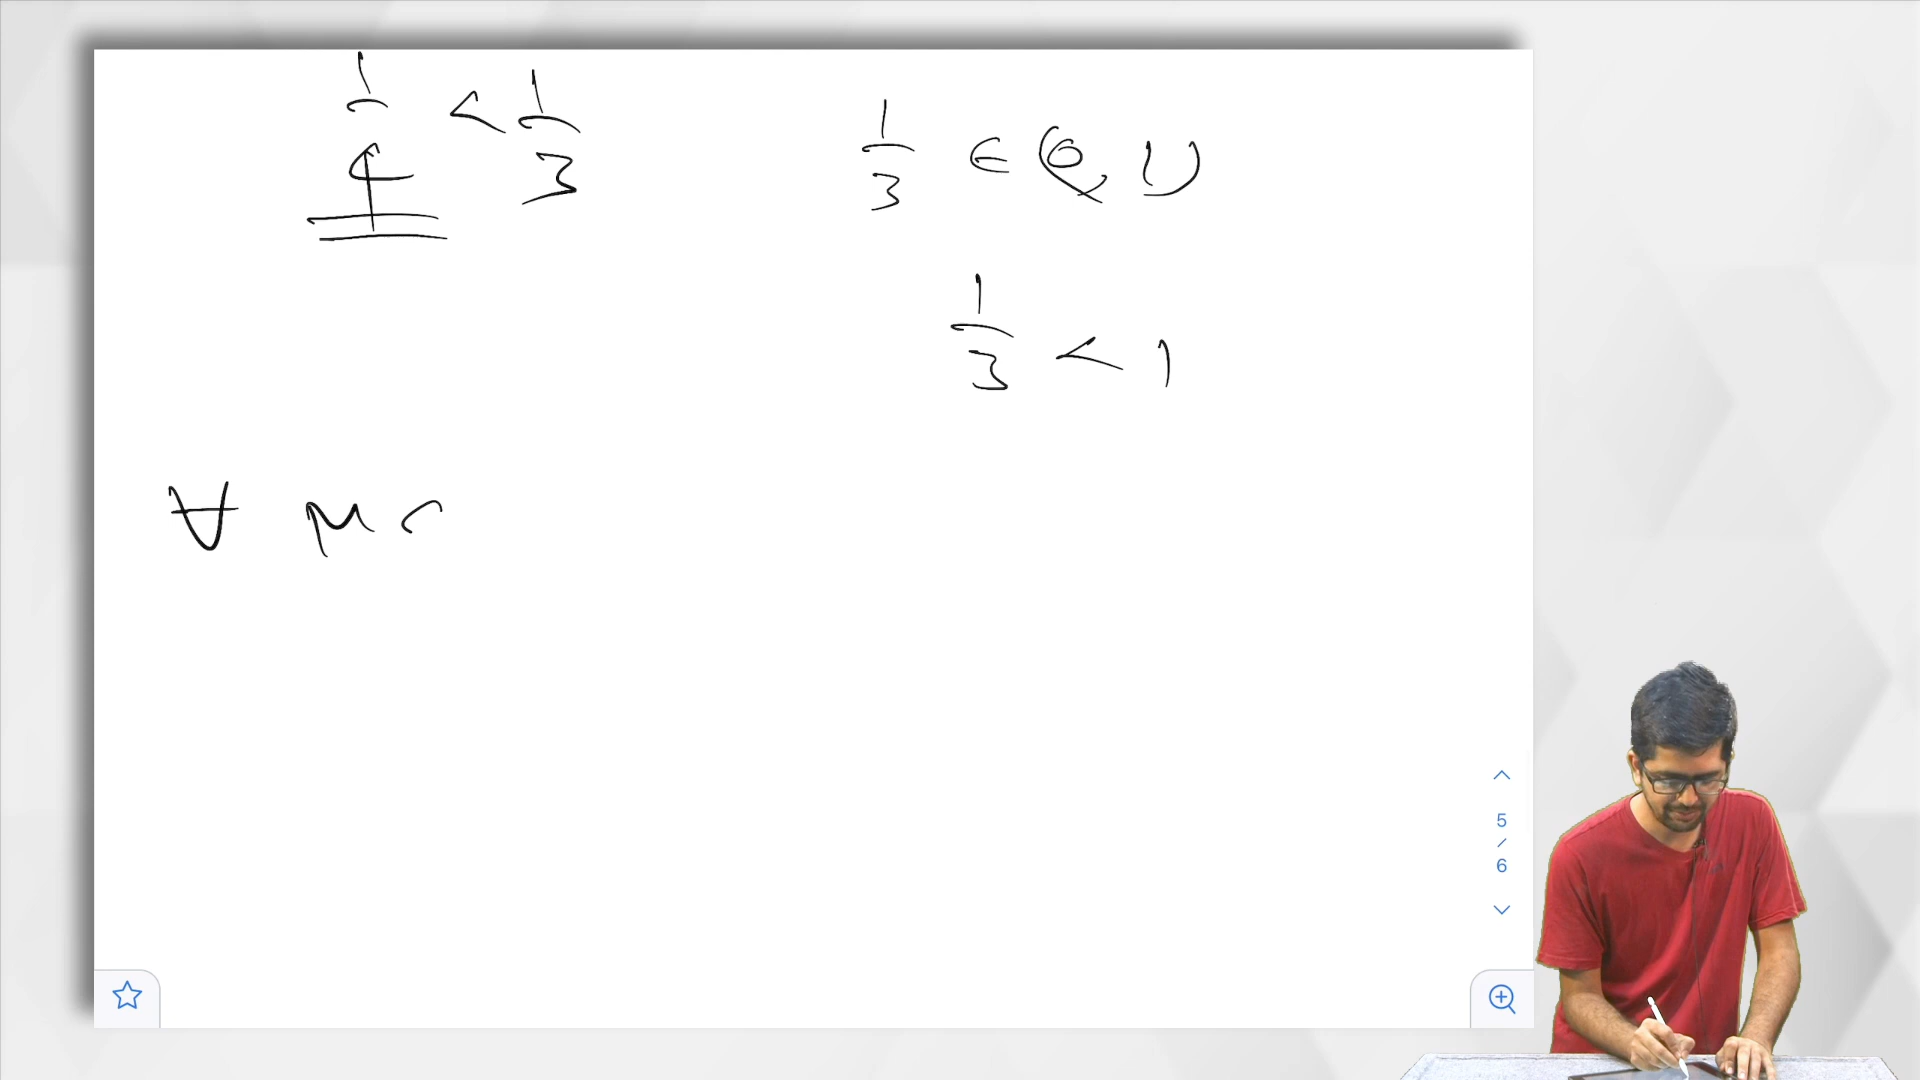 1/4 < 1/3
1/3 ∈ (0, 1)
1/3 < 1
∀ M
5
/
6